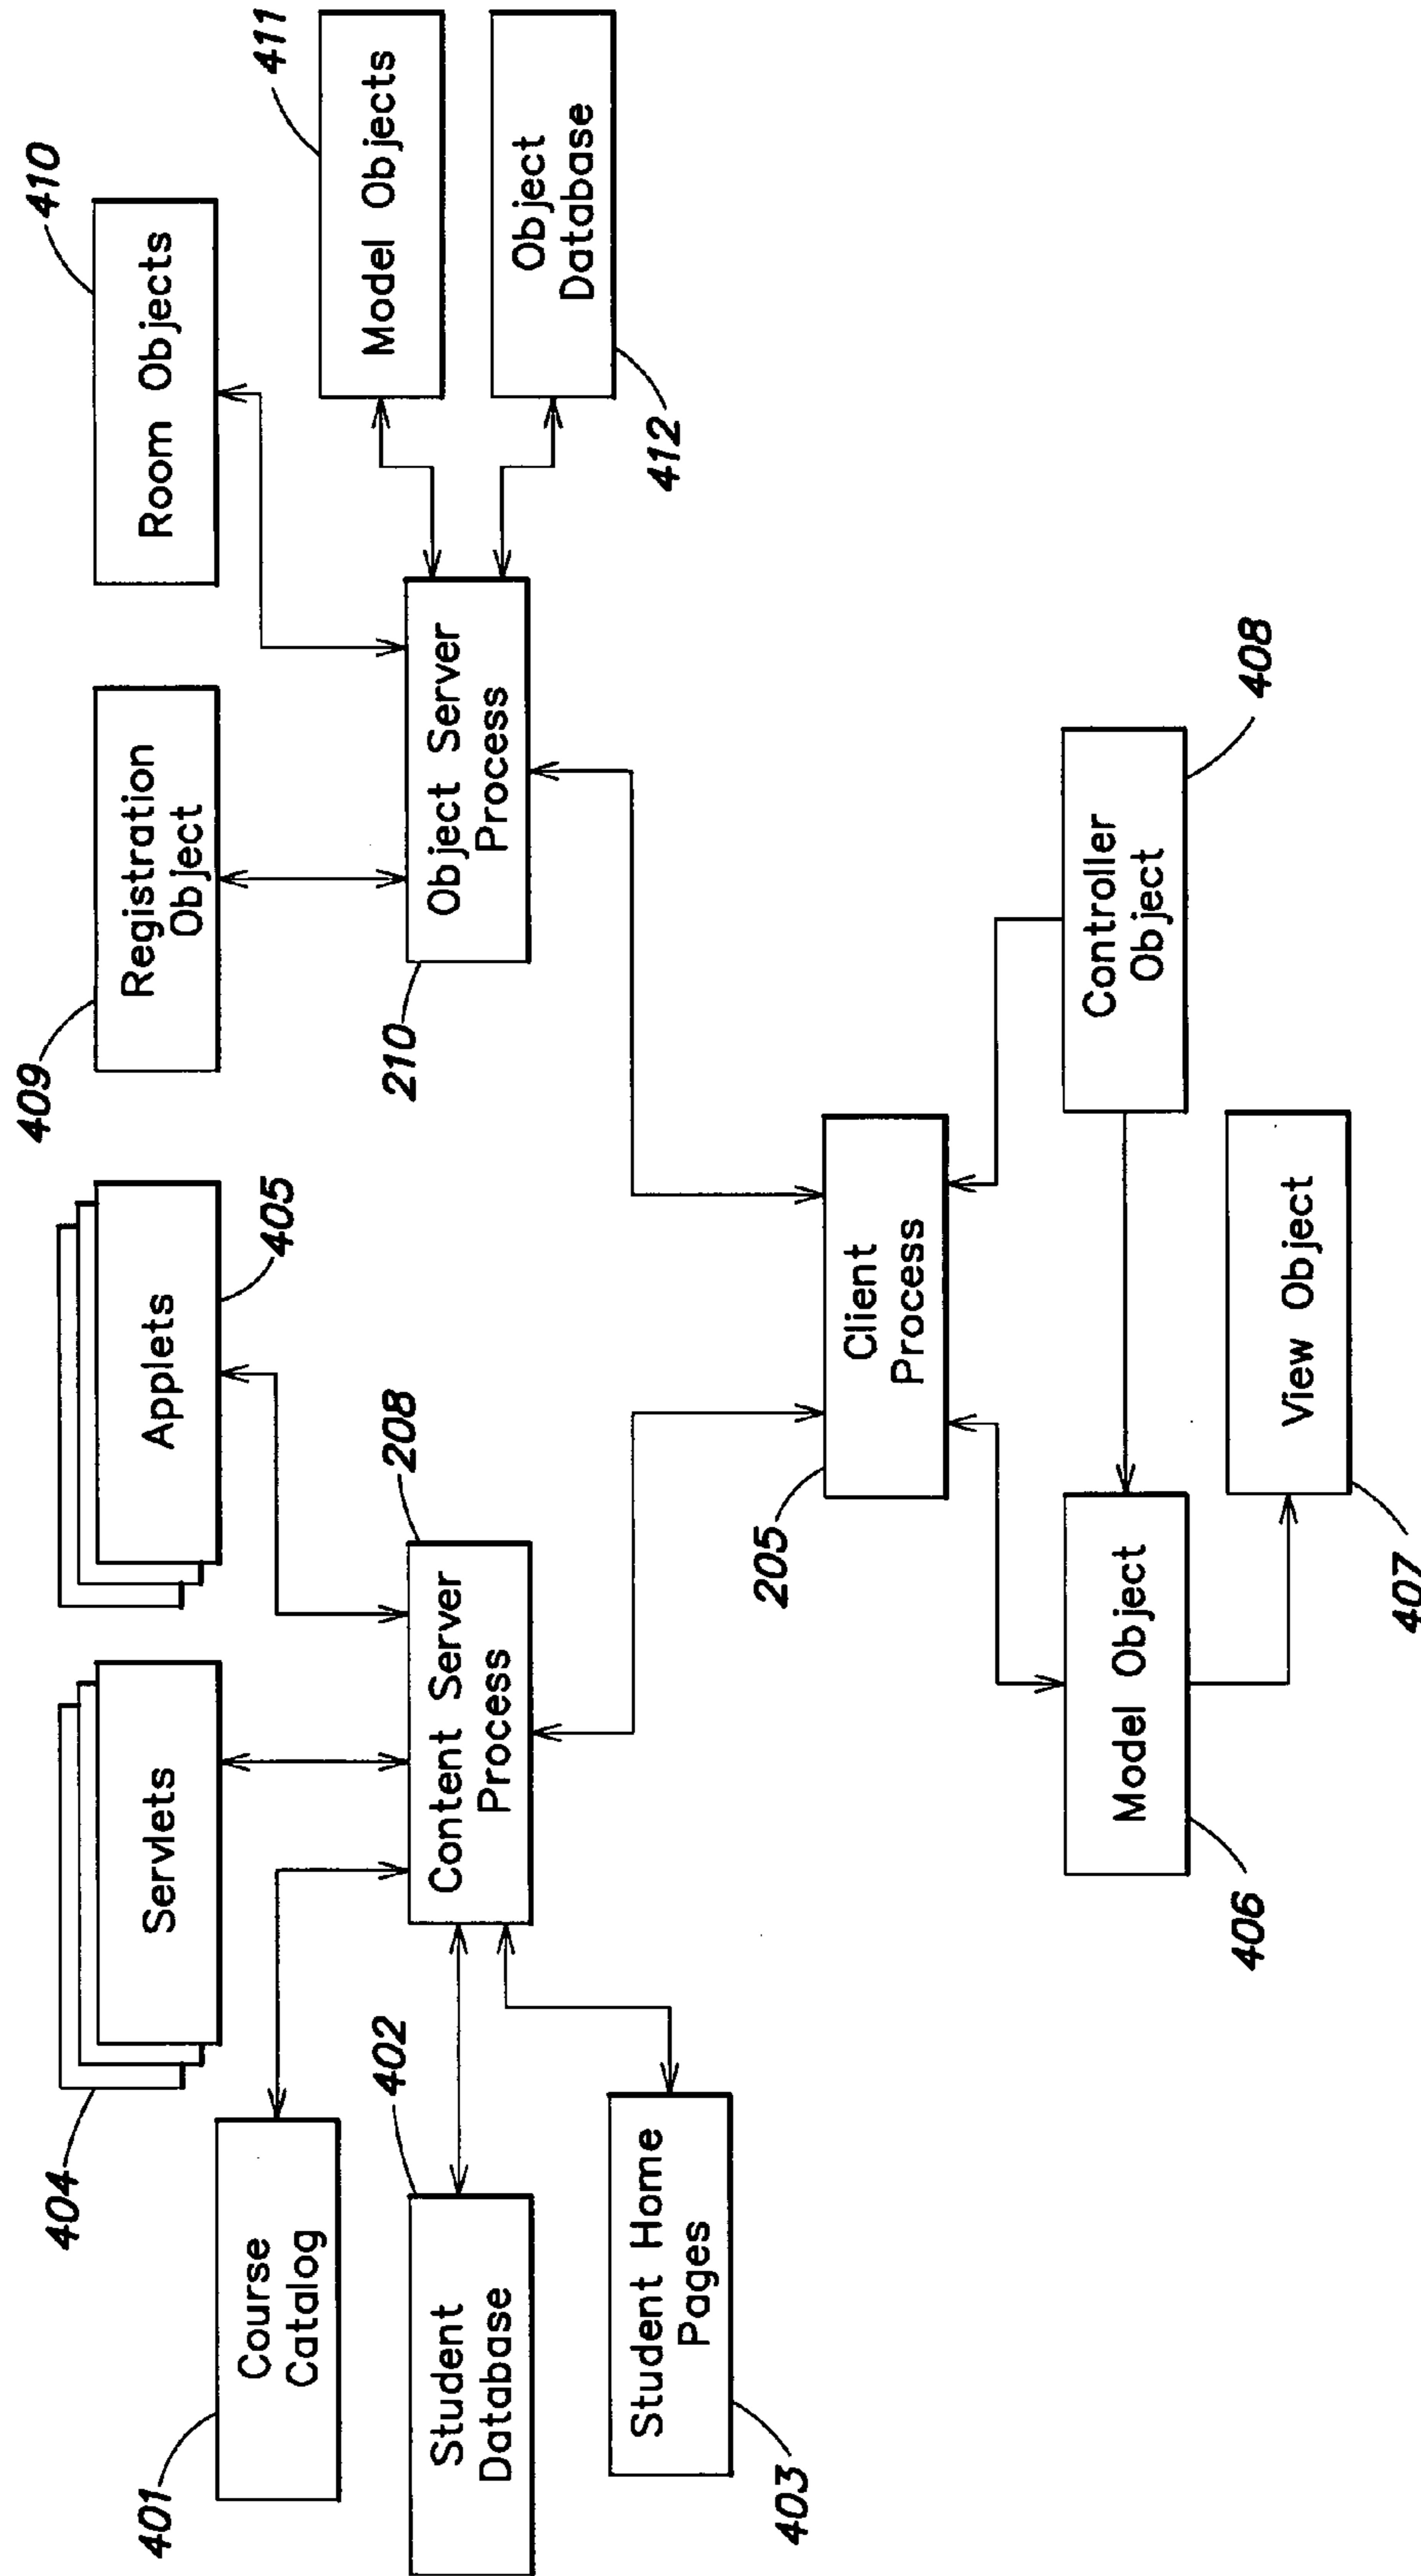 404
Servlets
Applets
405
409
Registration
Object
Room Objects
410
401
Course
Catalog
411
Model Objects
402
Student
Database
Content Server
Process
208
210
Object Server
Process
Object
Database
412
403
Student Home
Pages
205
Client
Process
406
Model Object
Controller
Object
408
407
View Object